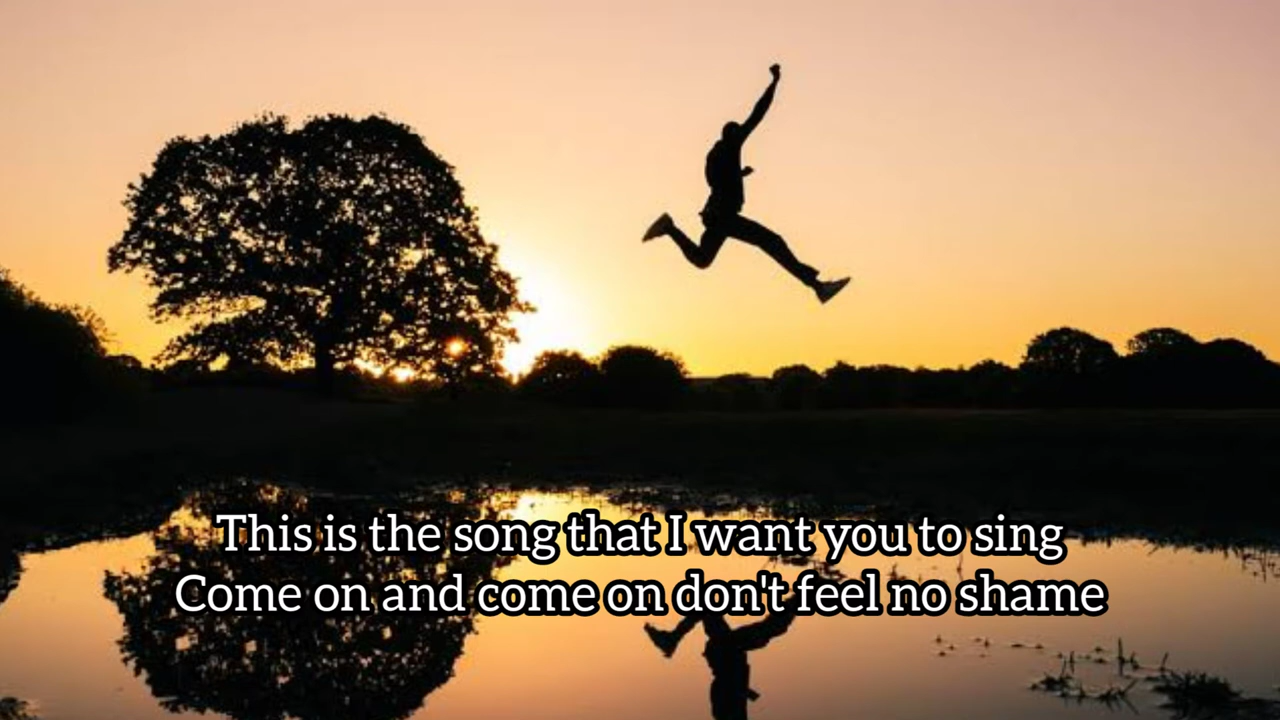 This is the song that I want you to sing
Come on and come on don't feel no shame